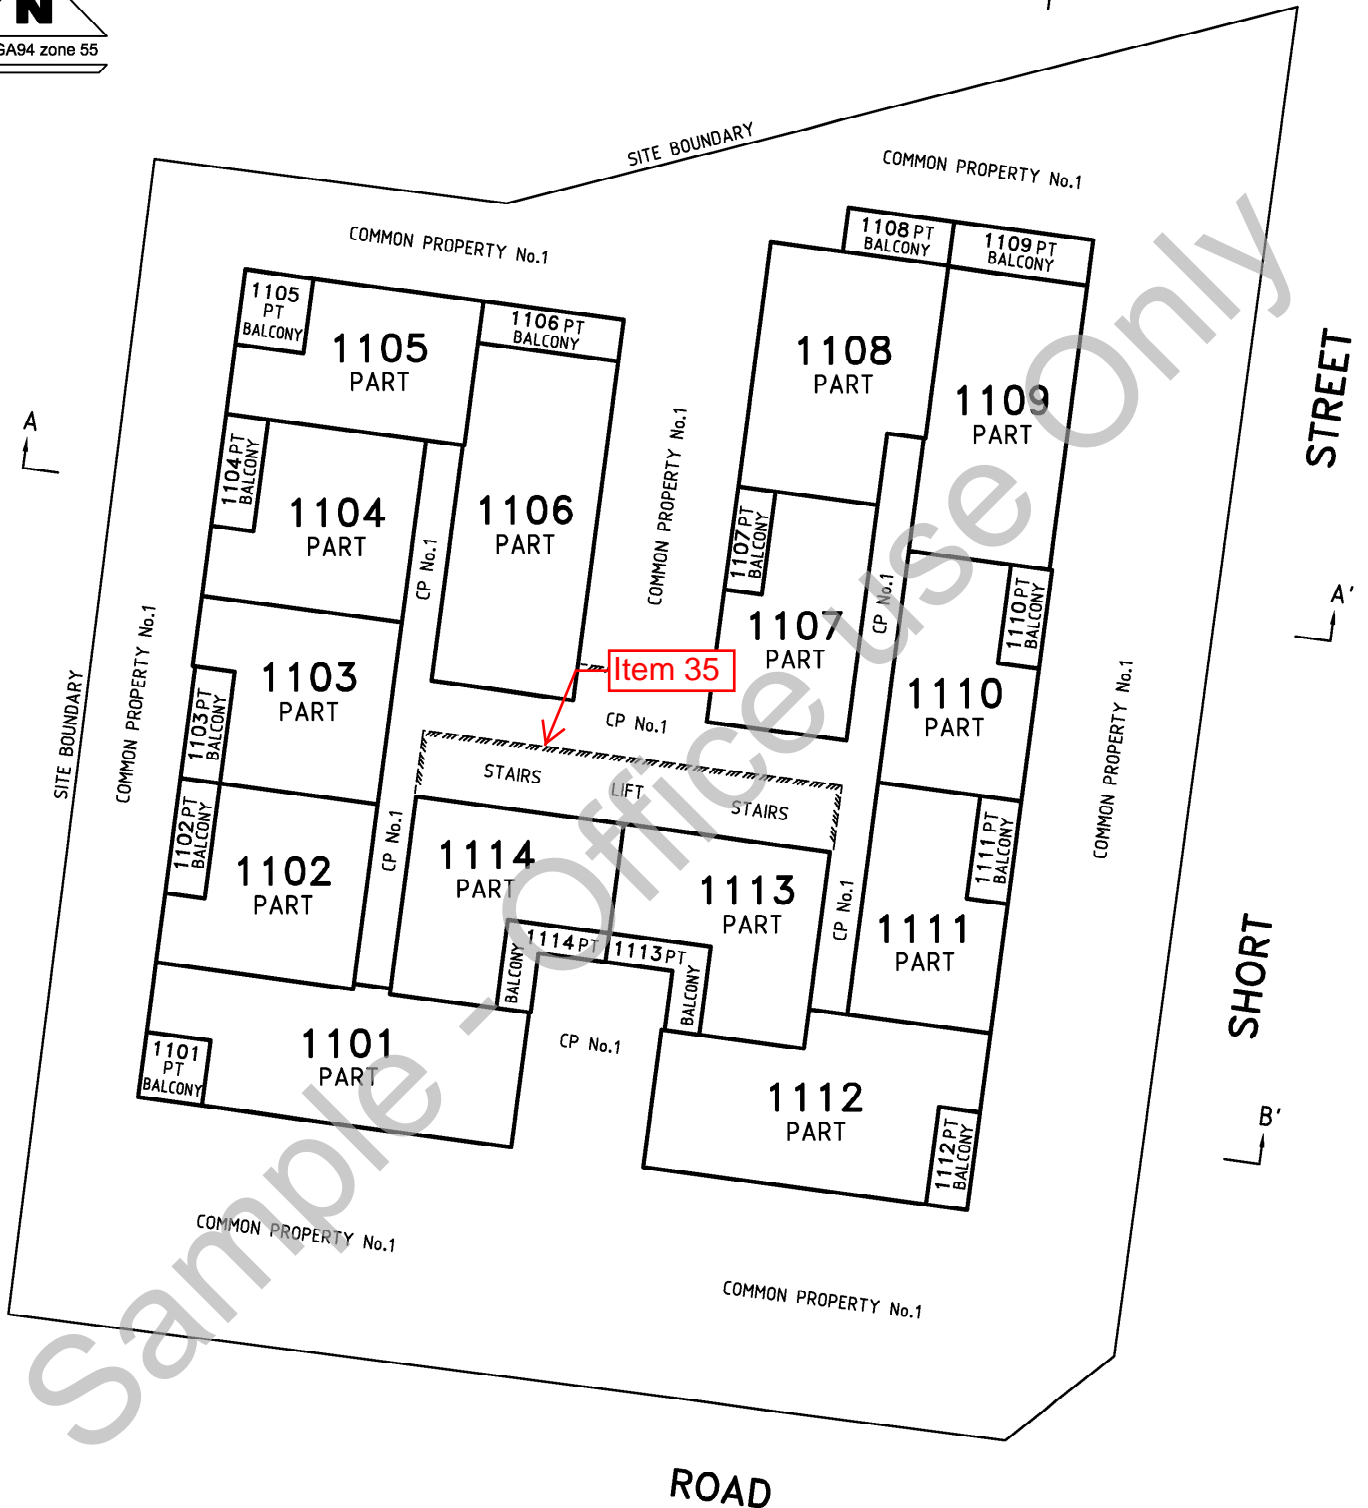 N
GA94 zone 55
SITE BOUNDARY
COMMON PROPERTY No.1
COMMON PROPERTY No.1
1108 PT
BALCONY
1109 PT
BALCONY
1105
PT
BALCONY
1105
PART
1106 PT
BALCONY
1108
PART
1109
PART
STREET
A
1104 PT
BALCONY
1104
PART
1106
PART
COMMON PROPERTY No.1
1107 PT
BALCONY
CP No.1
CP No.1
1107
PART
1110 PT
BALCONY
A'
COMMON PROPERTY No.1
SITE BOUNDARY
1103
PART
1103 PT
BALCONY
Item 35
CP No.1
1110
PART
COMMON PROPERTY No.1
STAIRS
LIFT
STAIRS
1102 PT
BALCONY
1102
PART
CP No.1
1114
PART
1113
PART
CP No.1
1111 PT
BALCONY
1111
PART
1114 PT
BALCONY
1113 PT
BALCONY
SHORT
1101
PT
BALCONY
1101
PART
CP No.1
1112
PART
1112 PT
BALCONY
B'
COMMON PROPERTY No.1
COMMON PROPERTY No.1
ROAD
Sample - Office use Only